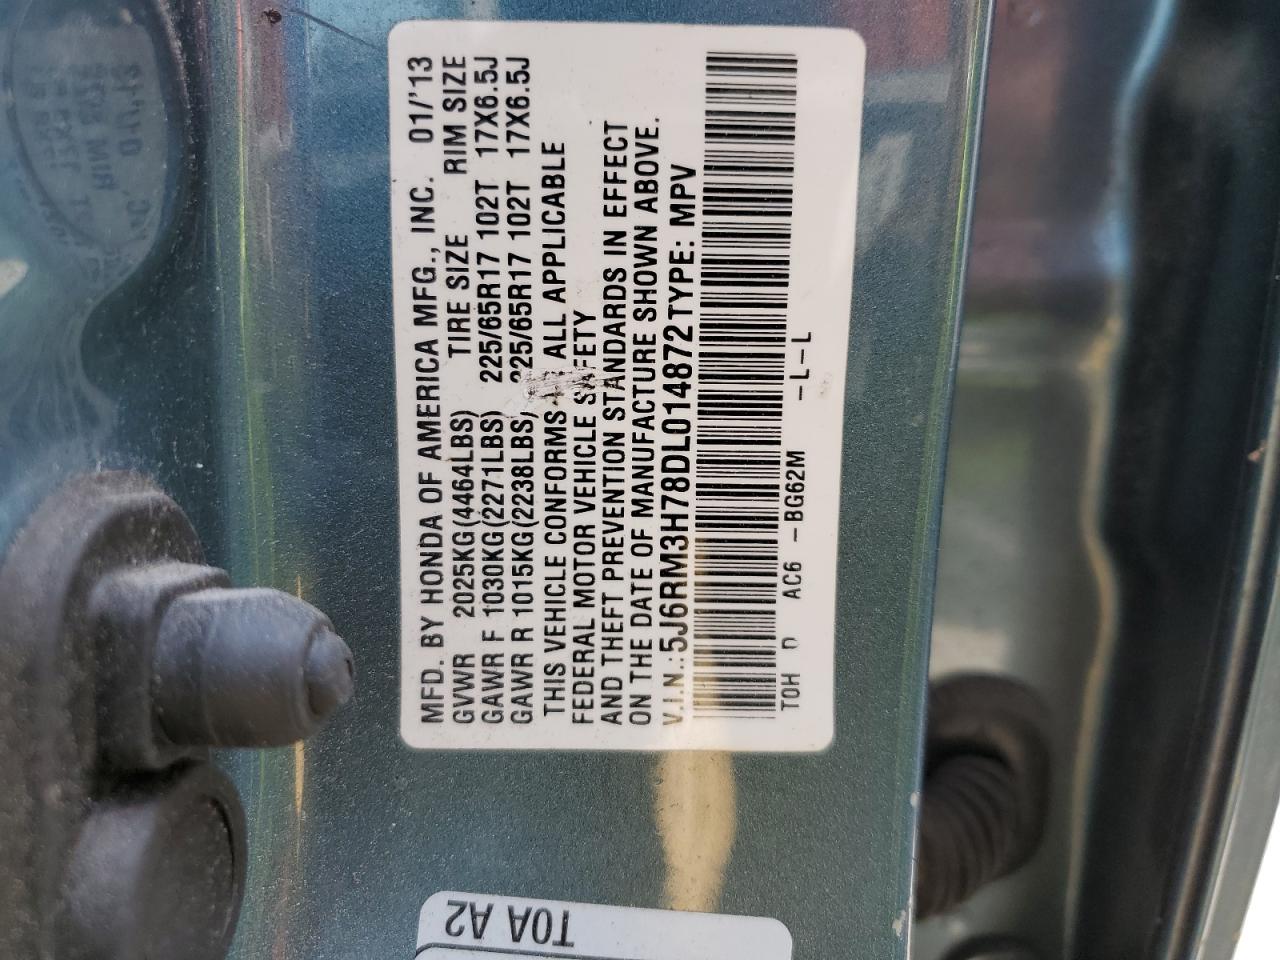 MFD. BY HONDA OF AMERICA MFG., INC. 01/'13
GVWR 2025KG(4464LBS) TIRE SIZE RIM SIZE
GAWR F 1030KG(2271LBS) 225/65R17 102T 17X6.5J
GAWR R 1015KG(2238LBS) 225/65R17 102T 17X6.5J
THIS VEHICLE CONFORMS ALL APPLICABLE
FEDERAL MOTOR VEHICLE SAFETY
AND THEFT PREVENTION STANDARDS IN EFFECT
ON THE DATE OF MANUFACTURE SHOWN ABOVE.
V.I.N.: 5J6RM3H78DL014872 TYPE: MPV
TOH D AC6 -BG62M -L-L
T0A A2